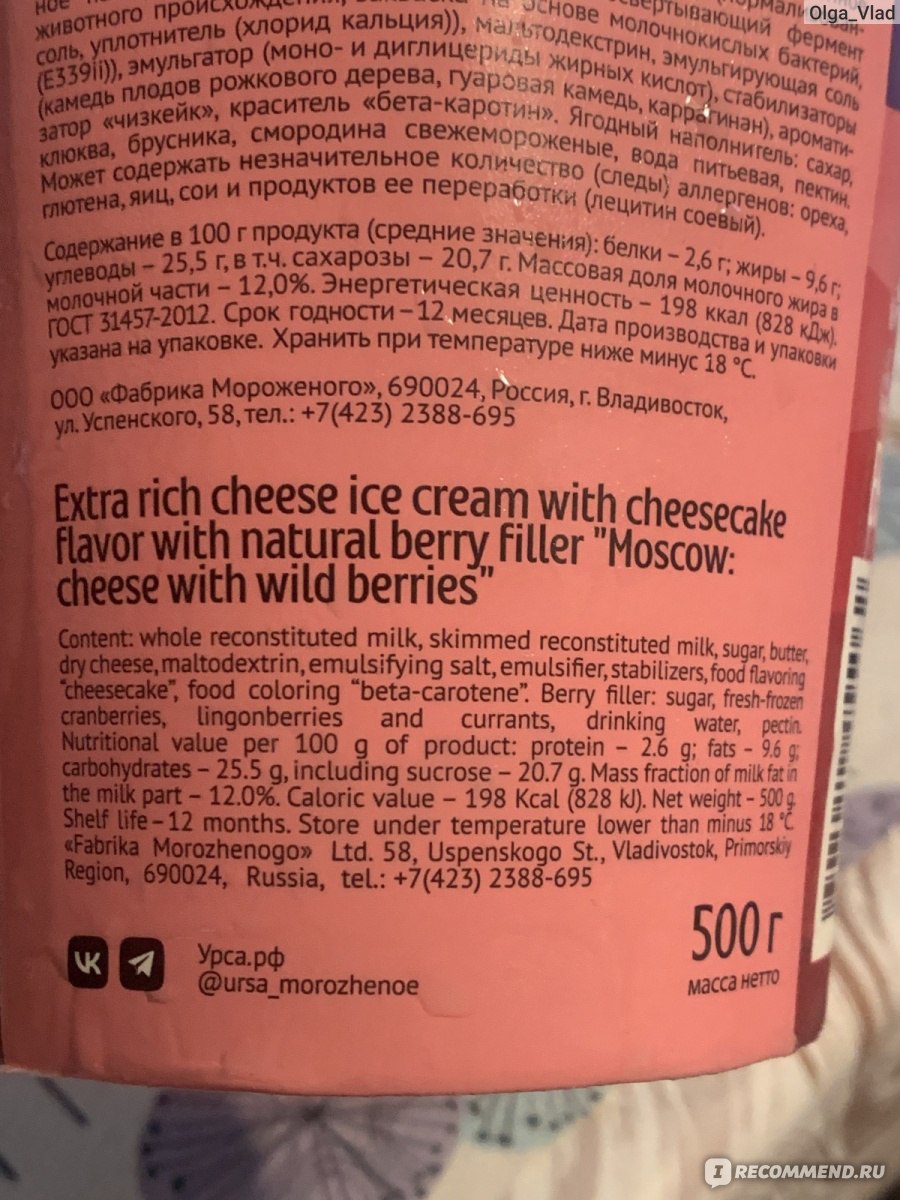 Olga_Vlad
животного происхождения,
основе молочнокислых бактерий,
свертывающий фермент
соль, уплотнитель (хлорид кальция)), мальтодекстрин, эмульгирующая соль
(Е339ii)), эмульгатор (моно- и диглицериды жирных кислот), стабилизаторы
(камедь плодов рожкового дерева, гуаровая камедь, каррагинан), аромати-
затор «чизкейк», краситель «бета-каротин». Ягодный наполнитель: сахар,
клюква, брусника, смородина свежемороженые, вода питьевая, пектин.
Может содержать незначительное количество (следы) аллергенов: ореха,
глютена, яиц, сои и продуктов ее переработки (лецитин соевый).
Содержание в 100 г продукта (средние значения): белки – 2,6 г; жиры – 9,6 г;
углеводы – 25,5 г, в т.ч. сахарозы – 20,7 г. Массовая доля молочного жира в
молочной части – 12,0%. Энергетическая ценность – 198 ккал (828 кДж).
ГОСТ 31457-2012. Срок годности – 12 месяцев. Дата производства и упаковки
указана на упаковке. Хранить при температуре ниже минус 18 °С.
ООО «Фабрика Мороженого», 690024, Россия, г. Владивосток,
ул. Успенского, 58, тел.: +7(423) 2388-695
Extra rich cheese ice cream with cheesecake
flavor with natural berry filler "Moscow:
cheese with wild berries"
Content: whole reconstituted milk, skimmed reconstituted milk, sugar, butter,
dry cheese, maltodextrin, emulsifying salt, emulsifier, stabilizers, food flavoring
"cheesecake", food coloring "beta-carotene". Berry filler: sugar, fresh-frozen
cranberries, lingonberries and currants, drinking water, pectin.
Nutritional value per 100 g of product: protein – 2.6 g; fats – 9.6 g;
carbohydrates – 25.5 g, including sucrose – 20.7 g. Mass fraction of milk fat in
the milk part – 12.0%. Caloric value – 198 Kcal (828 kJ). Net weight – 500 g.
Shelf life – 12 months. Store under temperature lower than minus 18 °C
«Fabrika Morozhenogo» Ltd. 58, Uspenskogo St., Vladivostok, Primorskiy
Region, 690024, Russia, tel.: +7(423) 2388-695
500 г
масса нетто
Урса.рф
@ursa_morozhenoe
IRECOMMEND.RU